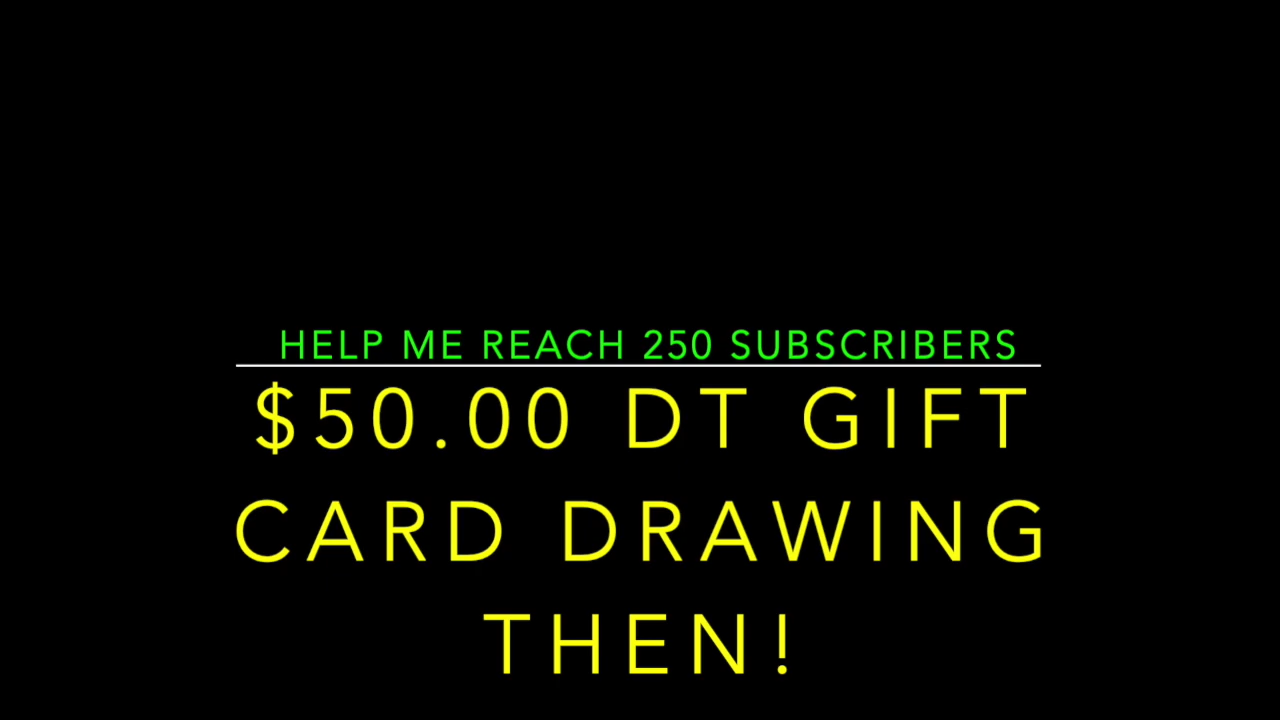 HELP ME REACH 250 SUBSCRIBERS
$50.00 DT GIFT
CARD DRAWING
THEN!